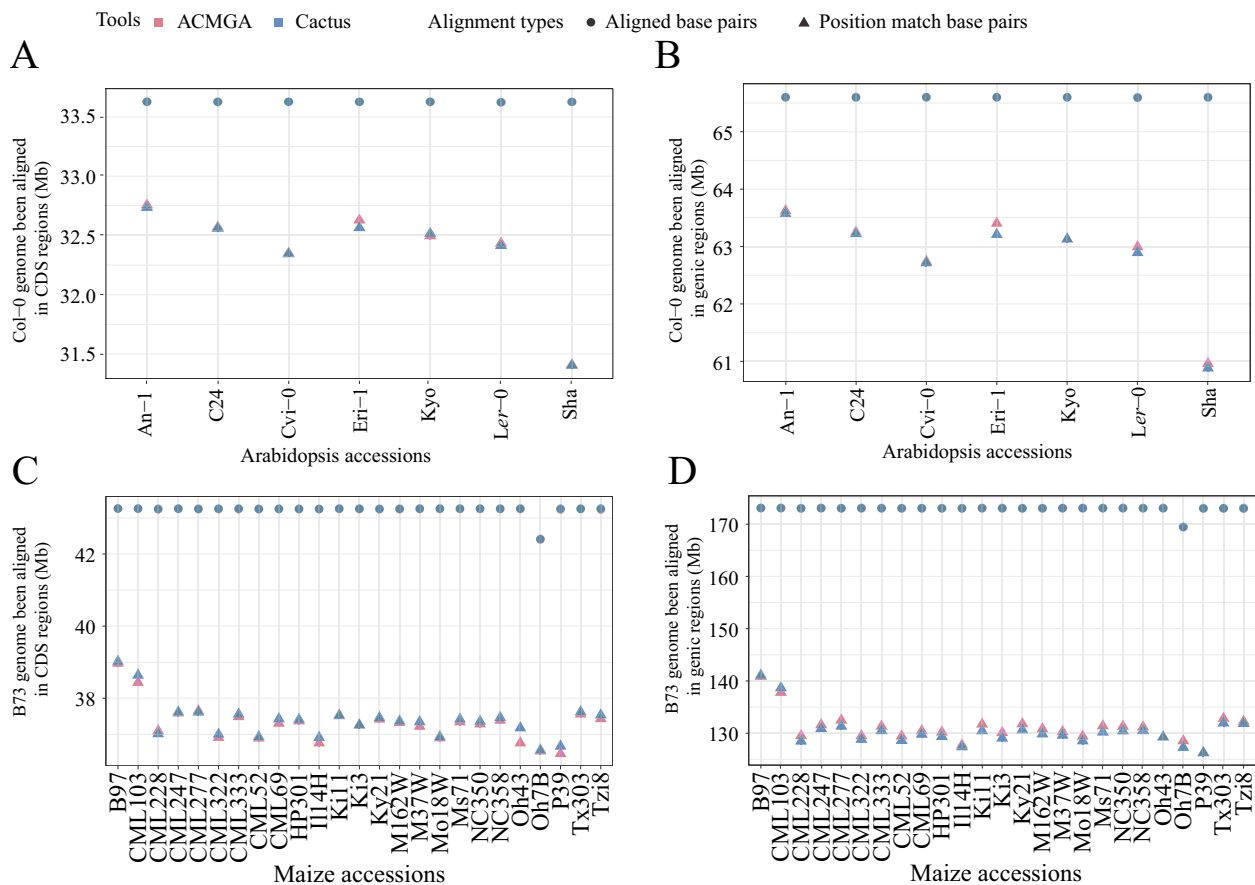 Tools ACMGA Cactus Alignment types Aligned base pairs Position match base pairs
A
Col−0 genome been aligned
in CDS regions (Mb)
33.5
33.0
32.5
32.0
31.5
An−1 C24 Cvi−0 Eri−1 Kyo Ler−0 Sha
Arabidopsis accessions
B
Col−0 genome been aligned
in genic regions (Mb)
65
64
63
62
61
An−1 C24 Cvi−0 Eri−1 Kyo Ler−0 Sha
Arabidopsis accessions
C
B73 genome been aligned
in CDS regions (Mb)
42
40
38
B97 CML103 CML228 CML247 CML277 CML322 CML333 CML52 CML69 HP301 Il14H Ki11 Ki3 Ky21 M162W M37W Mo18W Ms71 NC350 NC358 Oh43 Oh7B P39 Tx303 Tzi8
Maize accessions
D
B73 genome been aligned
in genic regions (Mb)
170
160
150
140
130
B97 CML103 CML228 CML247 CML277 CML322 CML333 CML52 CML69 HP301 Il14H Ki11 Ki3 Ky21 M162W M37W Mo18W Ms71 NC350 NC358 Oh43 Oh7B P39 Tx303 Tzi8
Maize accessions